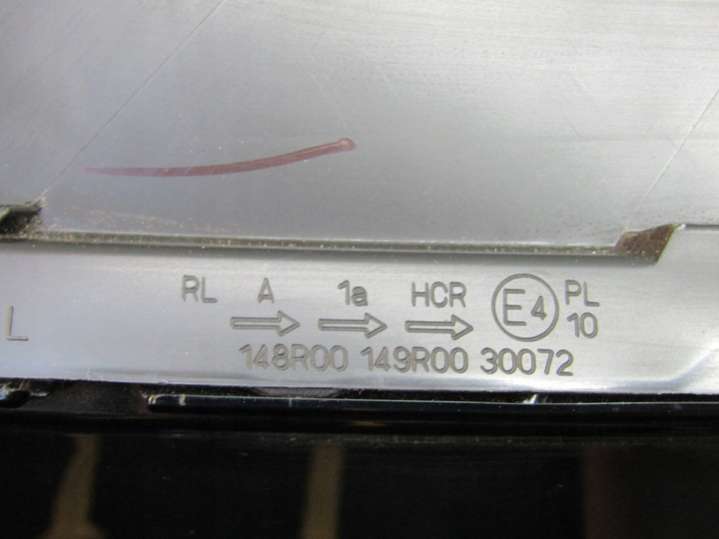 RL A 1a HCR E4 PL
L → → → 10
148R00 149R00 30072